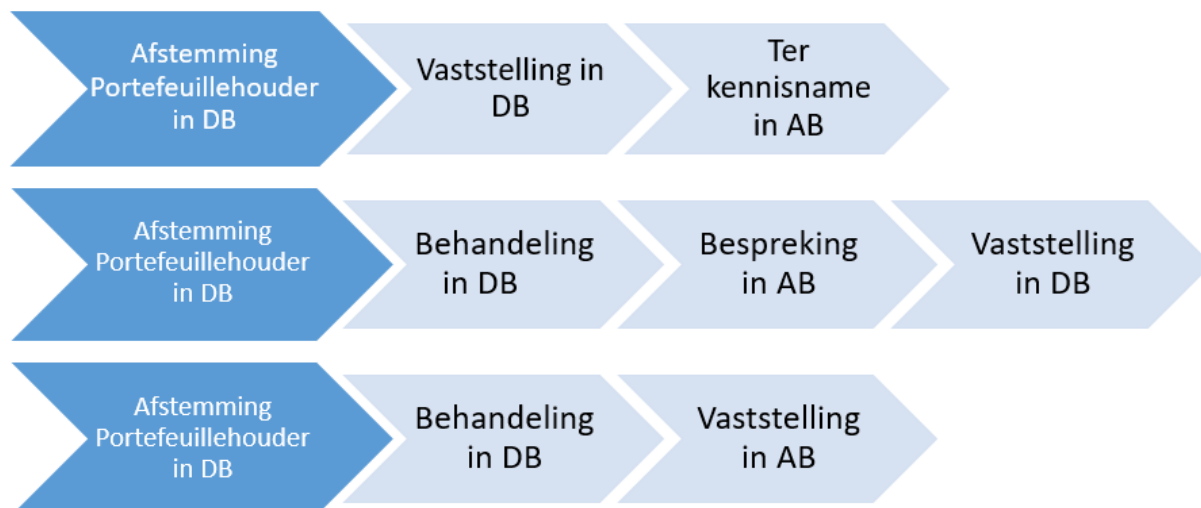 Afstemming
Portefeuillehouder
in DB
Vaststelling in
DB
Ter
kennisname
in AB
Afstemming
Portefeuillehouder
in DB
Behandeling
in DB
Bespreking
in AB
Vaststelling
in DB
Afstemming
Portefeuillehouder
in DB
Behandeling
in DB
Vaststelling
in AB